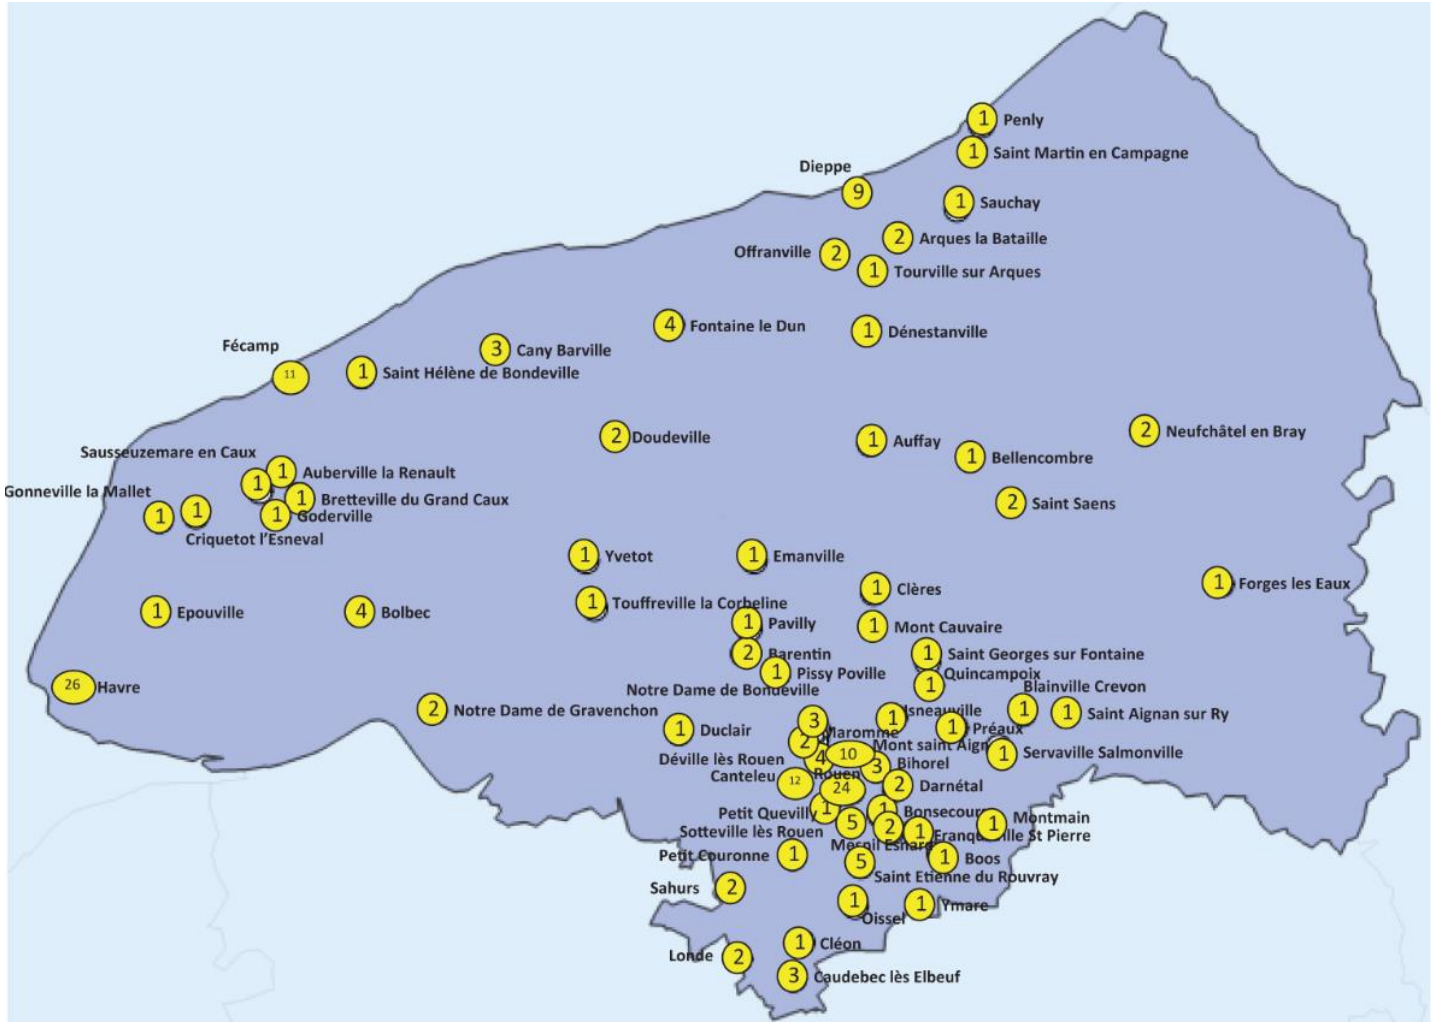 1 Penly
1 Saint Martin en Campagne
Dieppe
9
1 Sauchay
2 Arques la Bataille
Offranville 2
1 Tourville sur Arques
4 Fontaine le Dun
1 Dénestanville
Fécamp
11
3 Cany Barville
1 Saint Hélène de Bondeville
2 Doudeville
1 Auffay
2 Neufchâtel en Bray
1 Bellencombre
Sausseuzemare en Caux
1
1 Auberville la Renault
Gonneville la Mallet
1
1
1 Bretteville du Grand Caux
1 Goderville
Criquetot l'Esneval
2 Saint Saens
1 Yvetot
1 Emanville
1 Forges les Eaux
1 Clères
1 Touffreville la Corbeline
1 Epouville
4 Bolbec
1 Pavilly
1 Mont Cauvaire
2 Barentin
1 Saint Georges sur Fontaine
1 Pissy Poville
1 Quincampoix
26 Havre
Notre Dame de Bondeville
3
Blainville Crevon
1
2 Notre Dame de Gravenchon
1 Saint Aignan sur Ry
1 Isneauville
1 Duclair
1 Préaux
2 Maromme
10 Mont saint Aign
1 Servaville Salmonville
Déville lès Rouen 4
3 Bihorel
Canteleu 12
Rouen
24
2 Darnétal
Petit Quevilly 1
1 Bonsecours
Sotteville lès Rouen 5
2
Mesnil Esnard
1 Franqueville St Pierre
1 Montmain
Petit Couronne 1
1 Boos
5
Saint Etienne du Rouvray
Sahurs 2
1
Oissel
1 Ymare
1 Cléon
Londe 2
3 Caudebec lès Elbeuf